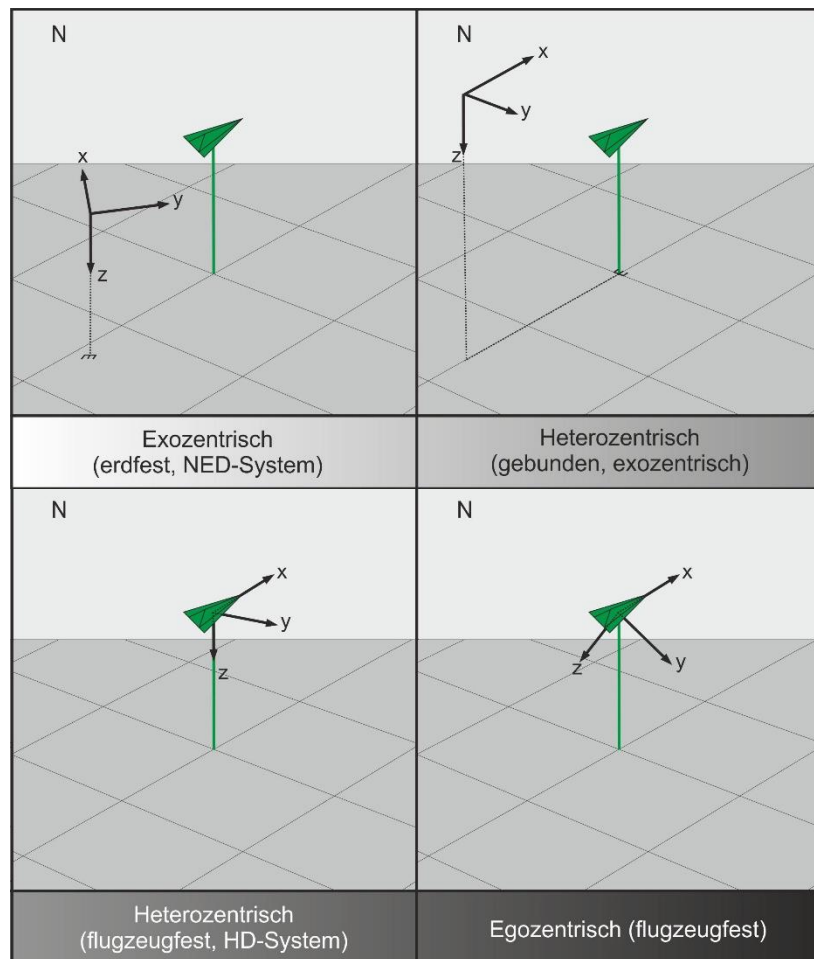 N
x
y
z
Exozentrisch
(erdfest, NED-System)
N
x
y
z
Heterozentrisch
(gebunden, exozentrisch)
N
x
y
z
Heterozentrisch
(flugzeugfest, HD-System)
N
x
z
y
Egozentrisch (flugzeugfest)